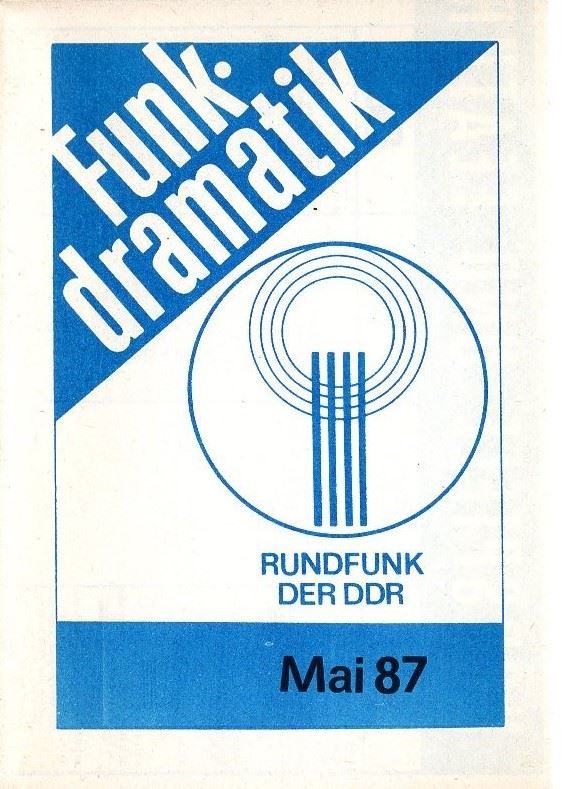 Funk-
dramatik
RUNDFUNK
DER DDR
Mai 87